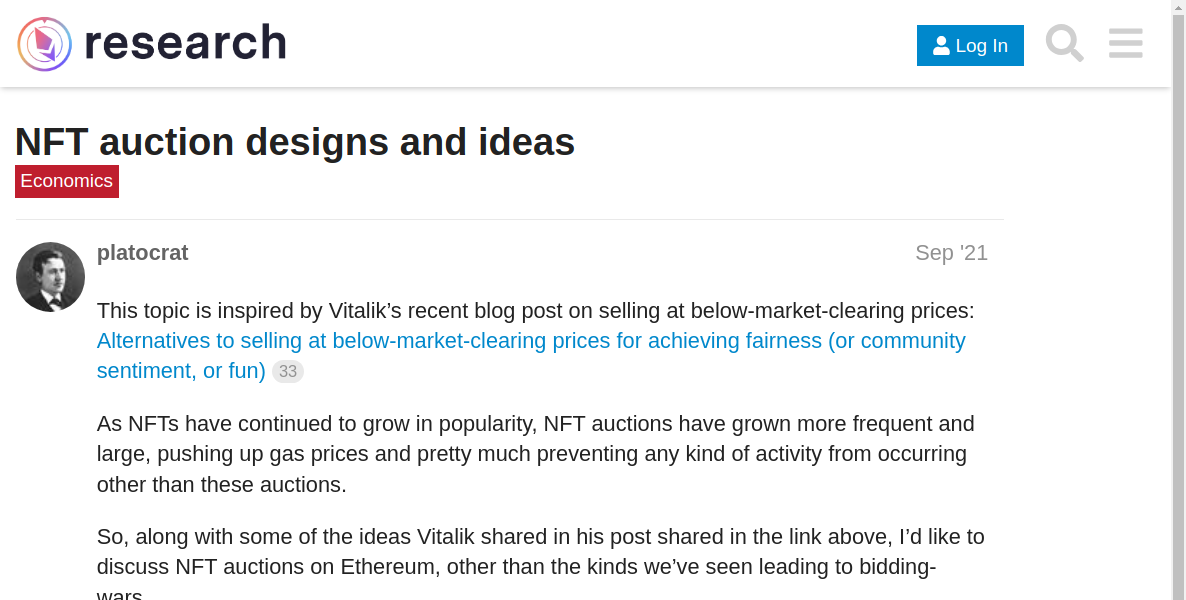 research
Log In
NFT auction designs and ideas
Economics
platocrat
Sep '21
This topic is inspired by Vitalik’s recent blog post on selling at below-market-clearing prices:
Alternatives to selling at below-market-clearing prices for achieving fairness (or community
sentiment, or fun) 33
As NFTs have continued to grow in popularity, NFT auctions have grown more frequent and
large, pushing up gas prices and pretty much preventing any kind of activity from occurring
other than these auctions.
So, along with some of the ideas Vitalik shared in his post shared in the link above, I’d like to
discuss NFT auctions on Ethereum, other than the kinds we’ve seen leading to bidding-
wars.